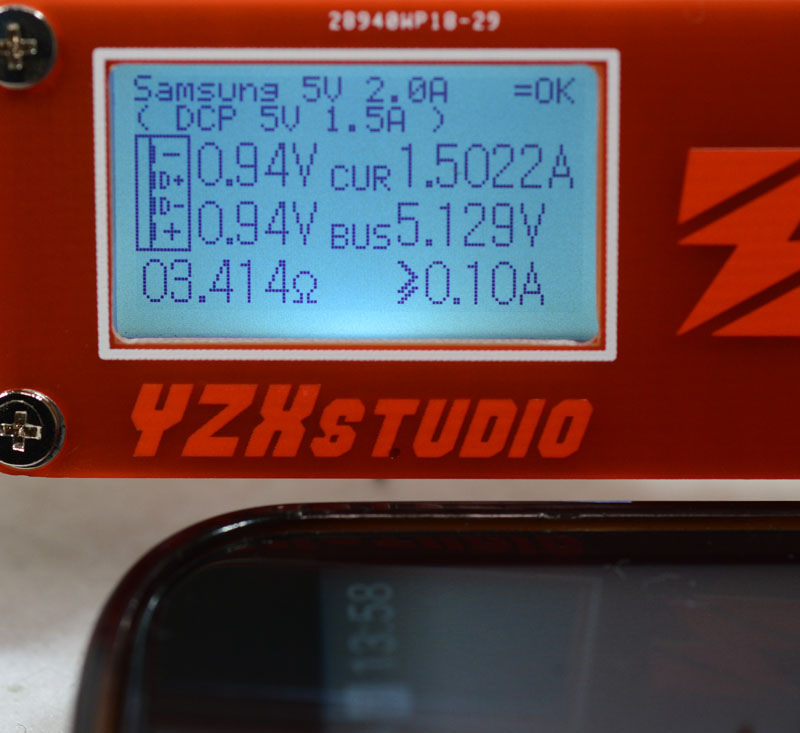 28940WP18-29
Samsung 5V 2.0A =OK
( DCP 5V 1.5A )
- 0.94V CUR 1.5022A
D+
D- 0.94V BUS 5.129V
+
03.414Ω ≥0.10A
YZXSTUDIO
13:58